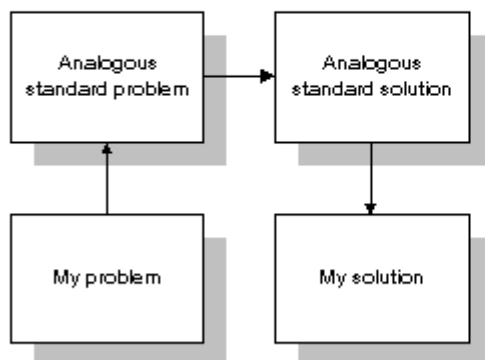 Analogous
standard problem
Analogous
standard solution
My problem
My solution